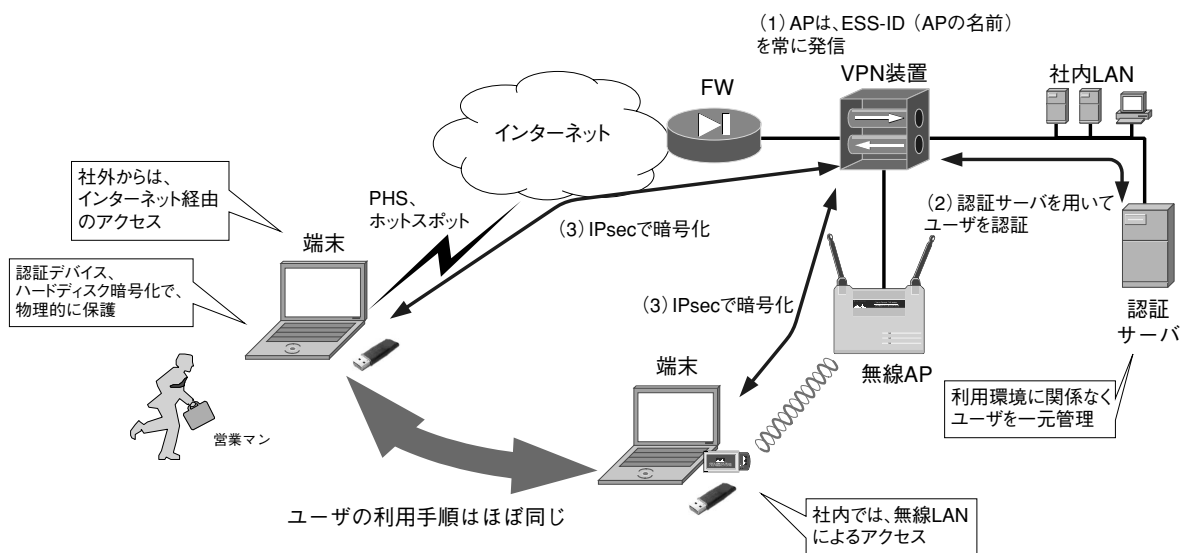 (1) APは、ESS-ID(APの名前)
を常に発信
VPN装置
社内LAN
FW
インターネット
社外からは、
インターネット経由
のアクセス
PHS、
ホットスポット
(3) IPsecで暗号化
(2) 認証サーバを用いて
ユーザを認証
端末
認証デバイス、
ハードディスク暗号化で、
物理的に保護
(3) IPsecで暗号化
認証
サーバ
端末
無線AP
利用環境に関係なく
ユーザを一元管理
営業マン
ユーザの利用手順はほぼ同じ
社内では、無線LAN
によるアクセス